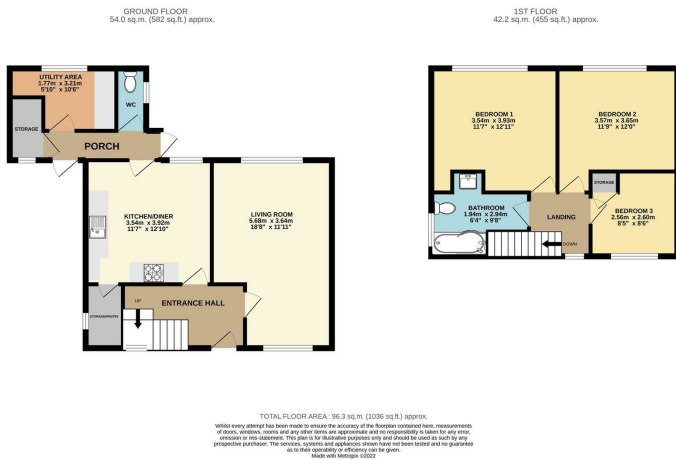 GROUND FLOOR
54.0 sq.m. (582 sq.ft.) approx.
UTILITY AREA
1.77m x 3.21m
5'10" x 10'6"
WC
STORAGE
PORCH
KITCHEN/DINER
3.54m x 3.92m
11'7" x 12'10"
LIVING ROOM
5.68m x 3.64m
18'8" x 11'11"
STORAGE/PANTRY
UP
ENTRANCE HALL
1ST FLOOR
42.2 sq.m. (455 sq.ft.) approx.
BEDROOM 1
3.54m x 3.93m
11'7" x 12'11"
BEDROOM 2
3.57m x 3.65m
11'9" x 12'0"
STORAGE
BATHROOM
1.94m x 2.94m
6'4" x 9'8"
LANDING
BEDROOM 3
2.56m x 2.60m
8'5" x 8'6"
DOWN
TOTAL FLOOR AREA : 96.3 sq.m. (1036 sq.ft.) approx.
Whilst every attempt has been made to ensure the accuracy of the floorplan contained here, measurements
of doors, windows, rooms and any other items are approximate and no responsibility is taken for any error,
omission or mis-statement. This plan is for illustrative purposes only and should be used as such by any
prospective purchaser. The services, systems and appliances shown have not been tested and no guarantee
as to their operability or efficiency can be given.
Made with Metropix ©2022